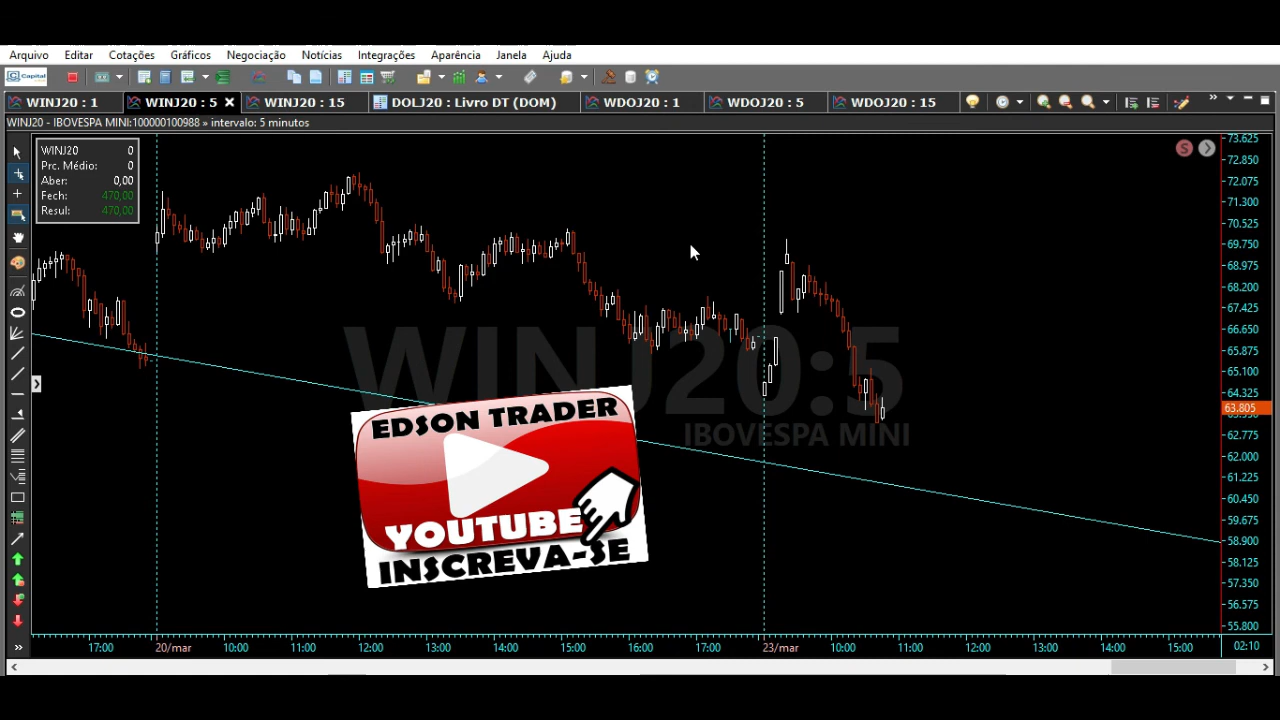 Arquivo Editar Cotações Gráficos Negociação Notícias Integrações Aparência Janela Ajuda
Capital
WINJ20 : 1 WINJ20 : 5 WINJ20 : 15 DOLJ20 : Livro DT (DOM) WDOJ20 : 1 WDOJ20 : 5 WDOJ20 : 15
WINJ20 - IBOVESPA MINI:100000100988 » intervalo: 5 minutos
WINJ20 0
Prc. Médio: 0
Aber: 0,00
Fech: 470,00
Resul: 470,00
S
73.625
72.850
72.075
71.300
70.525
69.750
68.975
68.200
67.425
66.650
65.875
65.100
64.325
63.805
62.775
62.000
61.225
60.450
59.675
58.900
58.125
57.350
56.575
55.800
WINJ20:5
IBOVESPA MINI
EDSON TRADER
YOUTUBE
INSCREVA-SE
17:00 20/mar 10:00 11:00 12:00 13:00 14:00 15:00 16:00 17:00 23/mar 10:00 11:00 12:00 13:00 14:00 15:00 02:10